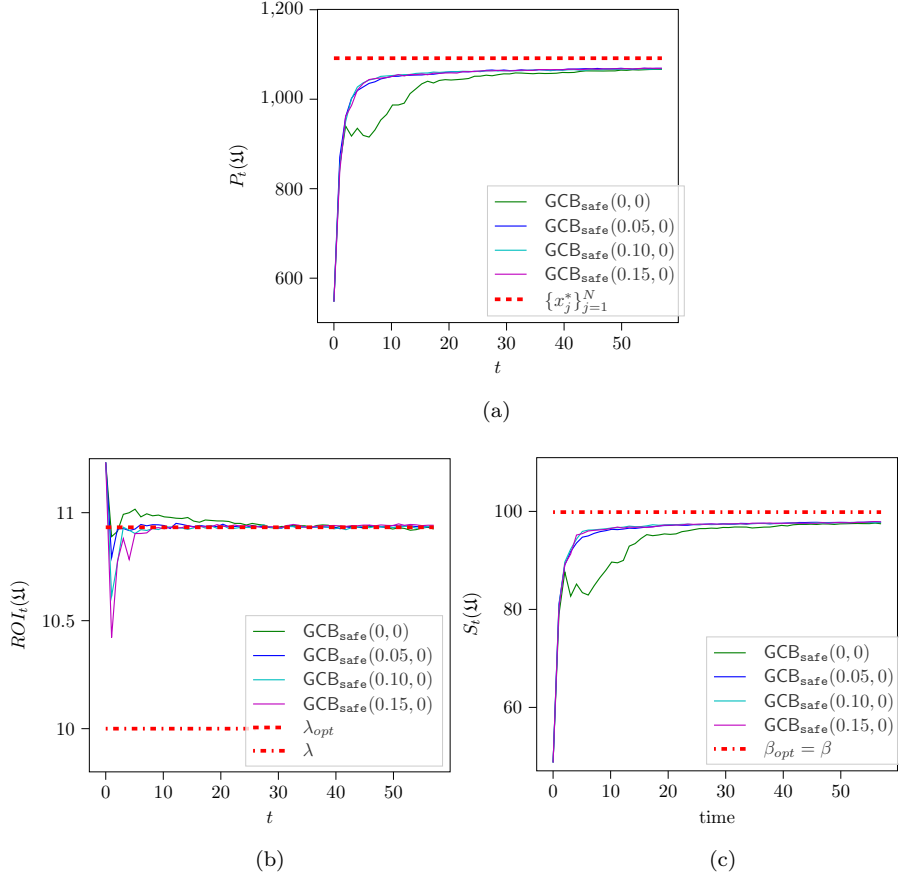 1,200
1,000
800
600
P_t(𝔘)
GCB_safe(0, 0)
GCB_safe(0.05, 0)
GCB_safe(0.10, 0)
GCB_safe(0.15, 0)
{x*_j}^N_{j=1}
0 10 20 30 40 50
t
(a)
11
10.5
10
ROI_t(𝔘)
GCB_safe(0, 0)
GCB_safe(0.05, 0)
GCB_safe(0.10, 0)
GCB_safe(0.15, 0)
λ_opt
λ
0 10 20 30 40 50
t
(b)
100
80
60
S_t(𝔘)
GCB_safe(0, 0)
GCB_safe(0.05, 0)
GCB_safe(0.10, 0)
GCB_safe(0.15, 0)
β_opt = β
0 10 20 30 40 50
time
(c)